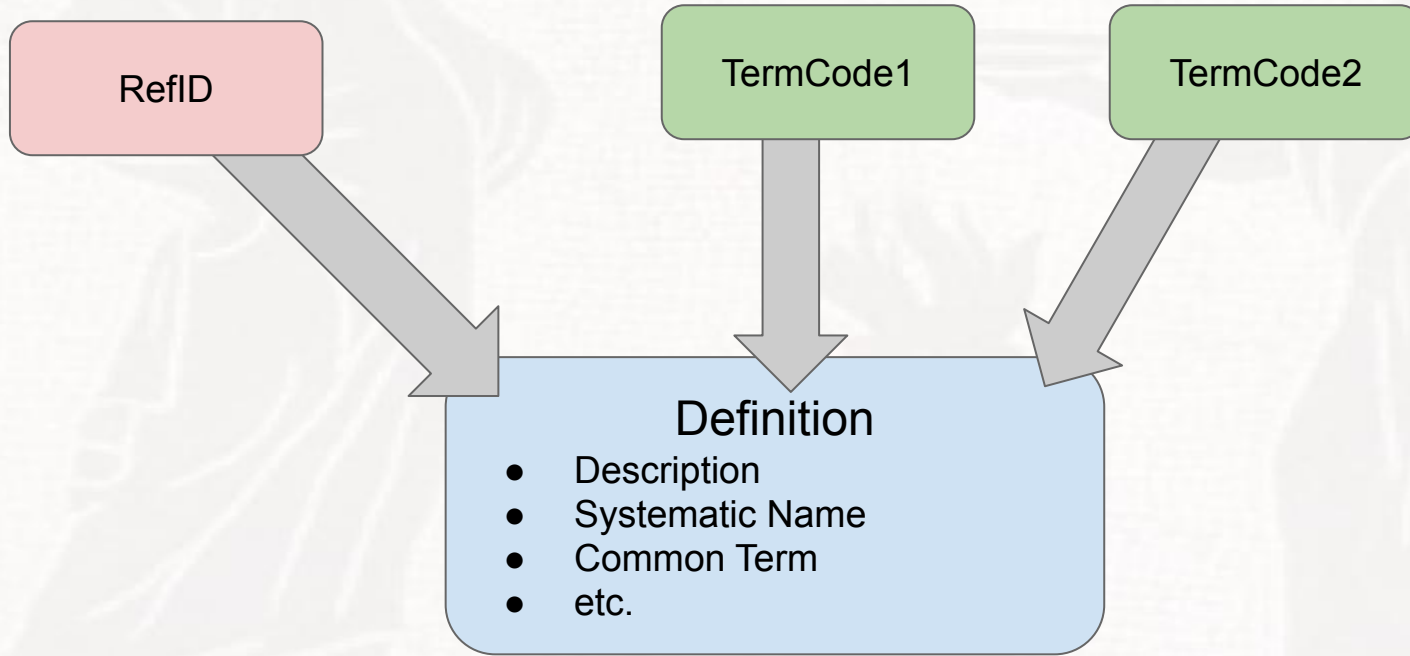 RefID
TermCode1
TermCode2
Definition
● Description
● Systematic Name
● Common Term
● etc.